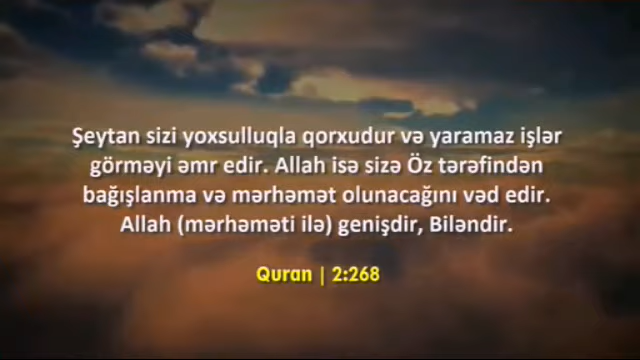 Şeytan sizi yoxsulluqla qorxudur və yaramaz işlər
görməyi əmr edir. Allah isə sizə Öz tərəfindən
bağışlanma və mərhəmət olunacağını vəd edir.
Allah (mərhəməti ilə) genişdir, Biləndir.
Quran | 2:268